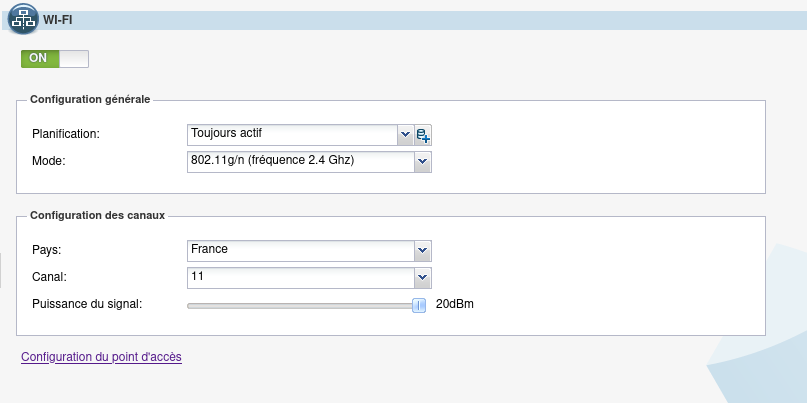 WI-FI
ON
Configuration générale
Planification: Toujours actif
Mode: 802.11g/n (fréquence 2.4 Ghz)
Configuration des canaux
Pays: France
Canal: 11
Puissance du signal: 20dBm
Configuration du point d'accès